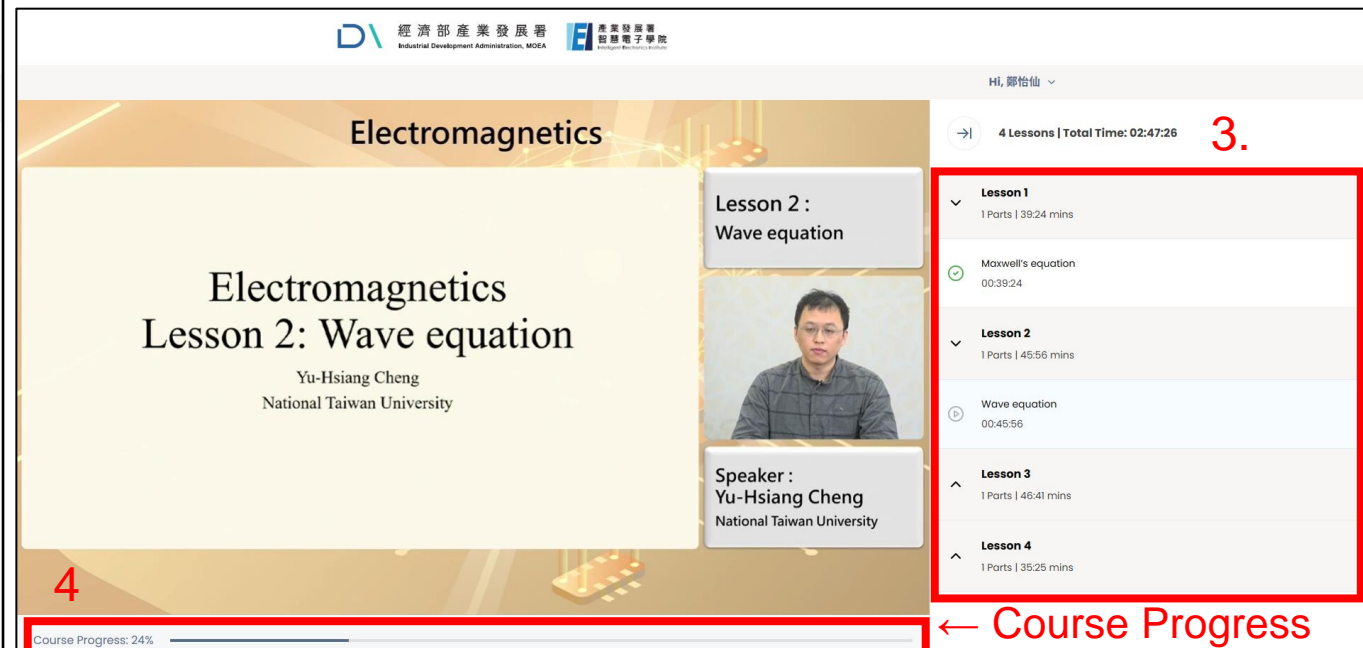 經濟部產業發展署
Industrial Development Administration, MOEA
產業發展署
智慧電子學院
Intelligent Electronics Institute
Hi, 鄭怡仙
Electromagnetics
4 Lessons | Total Time: 02:47:26
3.
Lesson 2 :
Wave equation
Electromagnetics
Lesson 2: Wave equation
Yu-Hsiang Cheng
National Taiwan University
Speaker :
Yu-Hsiang Cheng
National Taiwan University
Lesson 1
1 Parts | 39:24 mins
Maxwell's equation
00:39:24
Lesson 2
1 Parts | 45:56 mins
Wave equation
00:45:56
Lesson 3
1 Parts | 46:41 mins
Lesson 4
1 Parts | 35:25 mins
4
Course Progress: 24%
← Course Progress